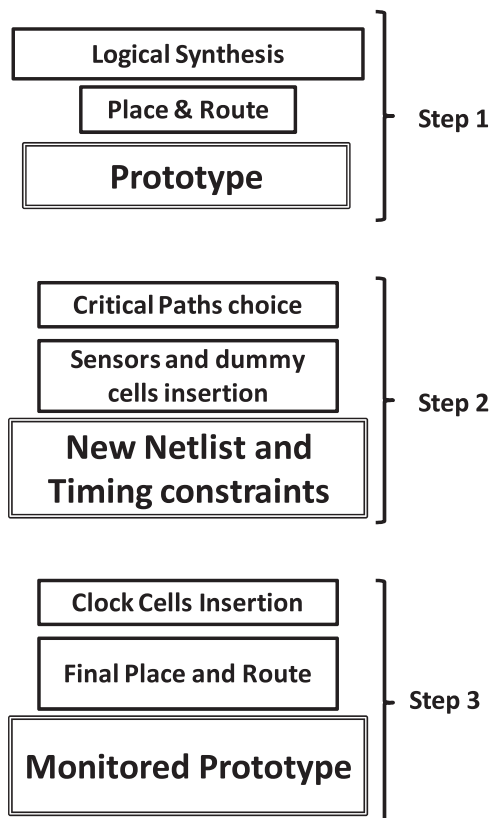 Logical Synthesis
Place & Route
Step 1
Prototype
Critical Paths choice
Sensors and dummy
cells insertion
Step 2
New Netlist and
Timing constraints
Clock Cells Insertion
Final Place and Route
Step 3
Monitored Prototype